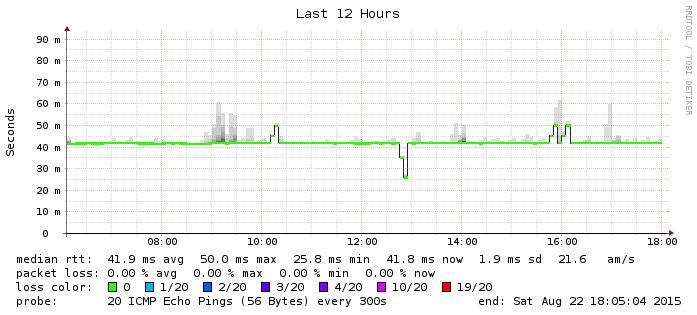 Last 12 Hours
RRDTOOL / TOBI OETIKER
Seconds
90 m
80 m
70 m
60 m
50 m
40 m
30 m
20 m
10 m
0
08:00 10:00 12:00 14:00 16:00 18:00
median rtt: 41.9 ms avg 50.0 ms max 25.8 ms min 41.8 ms now 1.9 ms sd 21.6 am/s
packet loss: 0.00 % avg 0.00 % max 0.00 % min 0.00 % now
loss color: 0 1/20 2/20 3/20 4/20 10/20 19/20
probe: 20 ICMP Echo Pings (56 Bytes) every 300s end: Sat Aug 22 18:05:04 2015